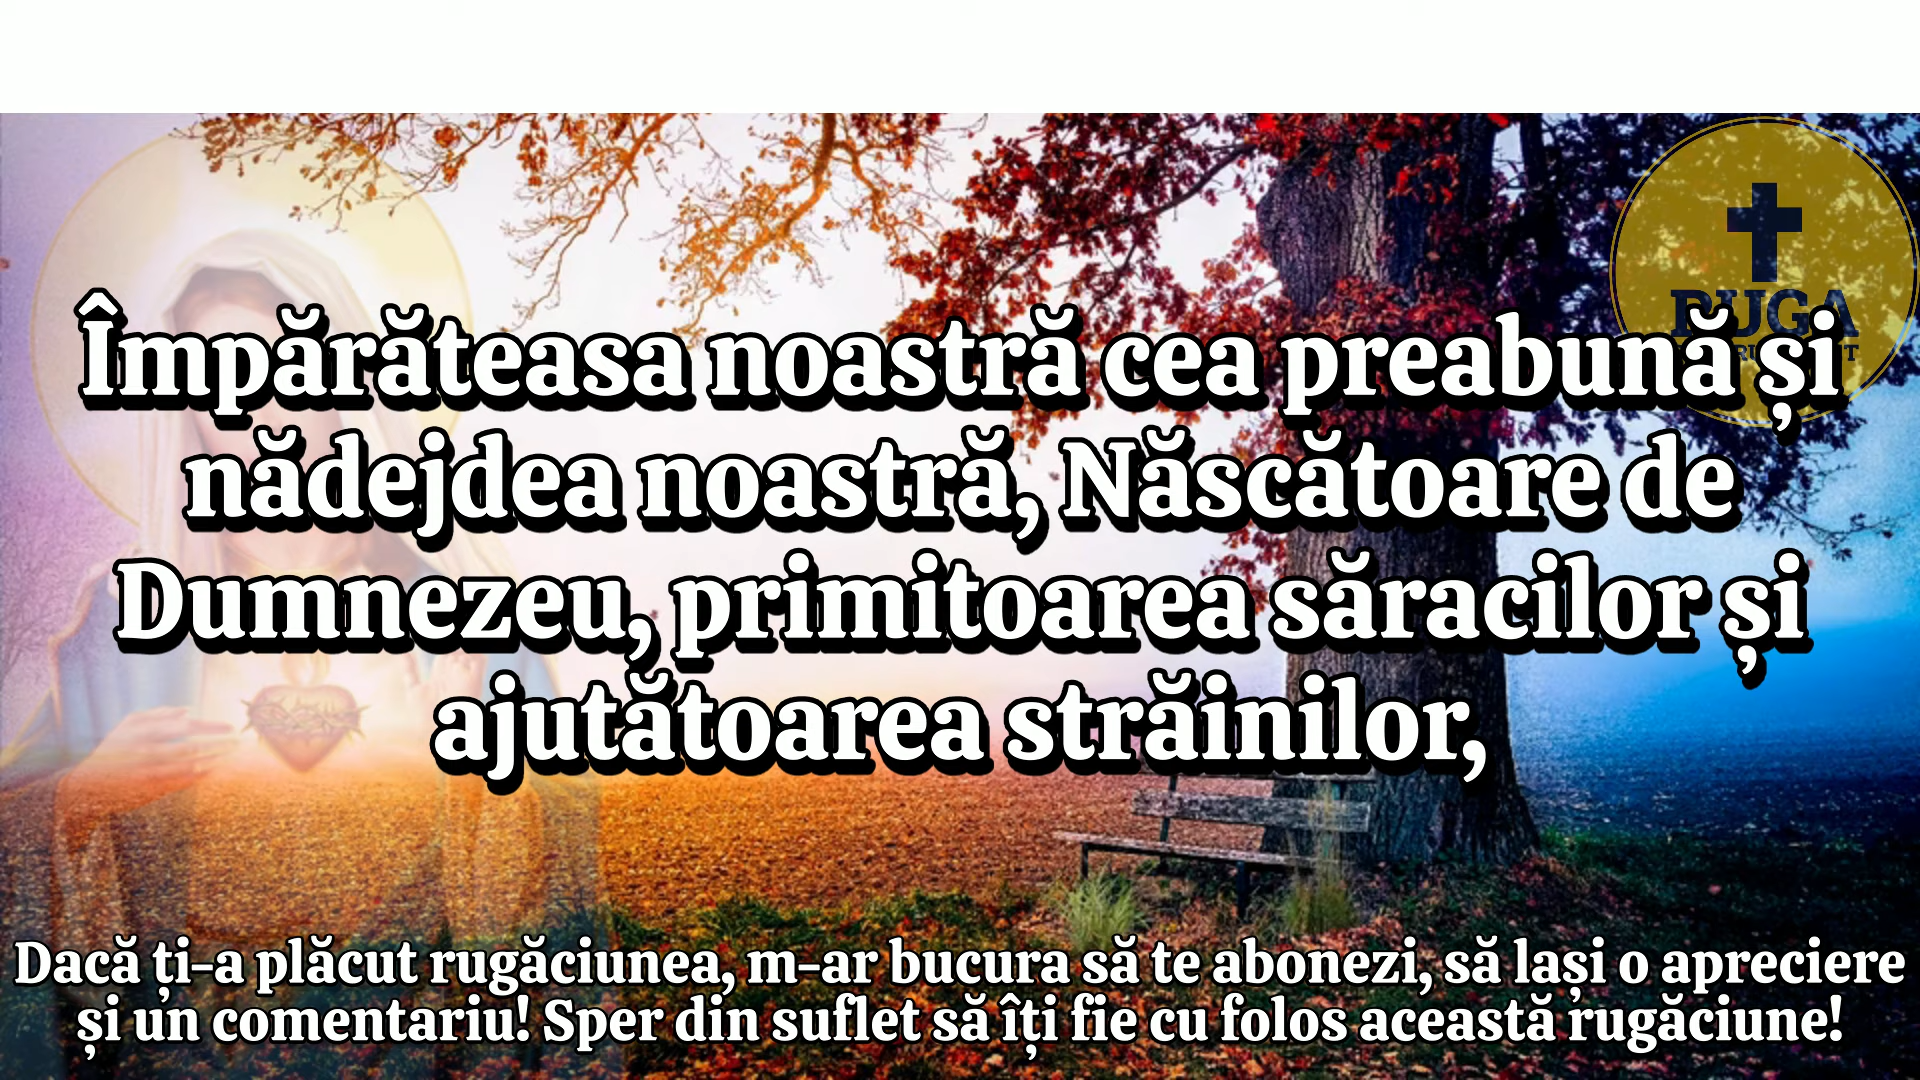 RUGA
Împărăteasa noastră cea preabună și
nădejdea noastră, Născătoare de
Dumnezeu, primitoarea săracilor și
ajutătoarea străinilor,
Dacă ți-a plăcut rugăciunea, m-ar bucura să te abonezi, să lași o apreciere
și un comentariu! Sper din suflet să îți fie cu folos această rugăciune!